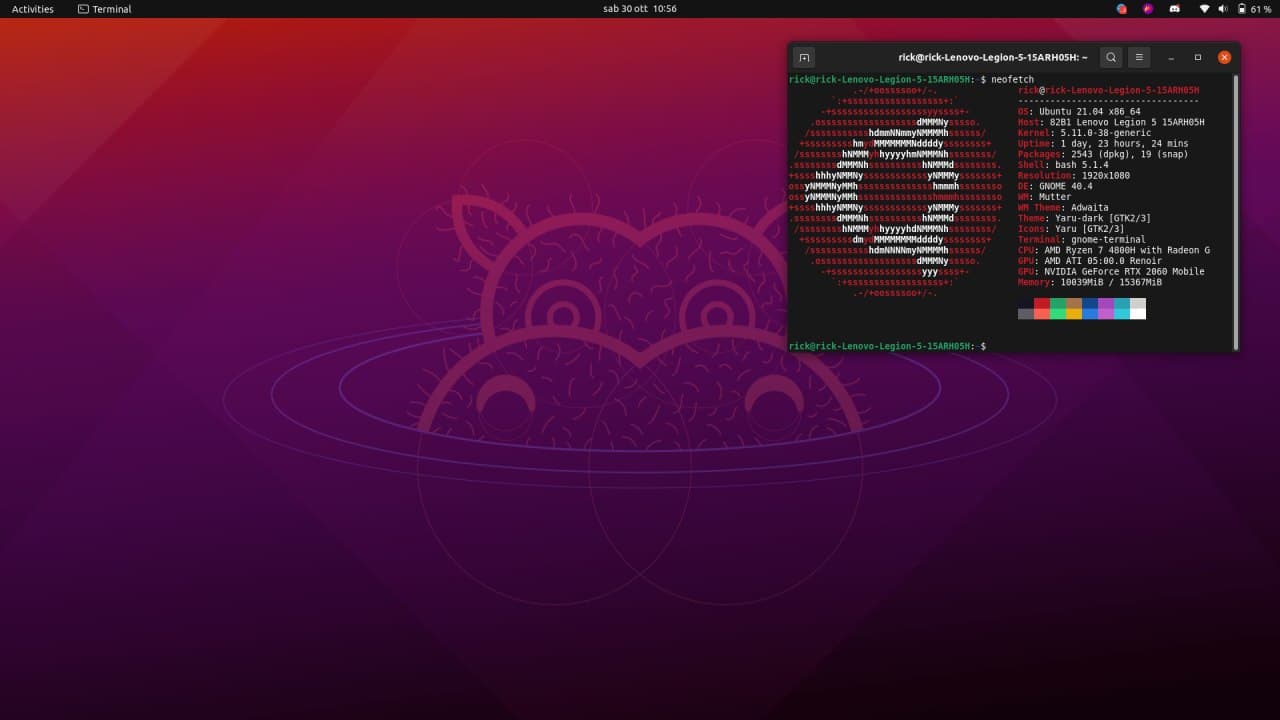 Activities
Terminal
sab 30 ott 10:56
61 %
rick@rick-Lenovo-Legion-5-15ARH05H: ~
rick@rick-Lenovo-Legion-5-15ARH05H:~$ neofetch
.-/+oossssoo+/-.
`:+ssssssssssssssssss+:`
-+ssssssssssssssssssyyssss+-
.ossssssssssssssssssdMMMNysssso.
/ssssssssssshdmmNNmmyNMMMMhssssss/
+ssssssssshmydMMMMMMMNddddyssssssss+
/sssssssshNMMMyhhyyyyhmNMMMNhssssssss/
.ssssssssdMMMNhsssssssssshNMMMdssssssss.
+sssshhhyNMMNyssssssssssssyNMMMysssssss+
ossyNMMMNyMMhsssssssssssssshmmmhssssssso
ossyNMMMNyMMhsssssssssssssshmmmhssssssso
+sssshhhyNMMNyssssssssssssyNMMMysssssss+
.ssssssssdMMMNhsssssssssshNMMMdssssssss.
/sssssssshNMMMyhhyyyyhdNMMMNhssssssss/
+sssssssssdmydMMMMMMMMddddyssssssss+
/ssssssssssshdmNNNNmyNMMMMhssssss/
.ossssssssssssssssssdMMMNysssso.
-+sssssssssssssssssyyyssss+-
`:+ssssssssssssssssss+:`
.-/+oossssoo+/-.
rick@rick-Lenovo-Legion-5-15ARH05H
----------------------------------
OS: Ubuntu 21.04 x86_64
Host: 82B1 Lenovo Legion 5 15ARH05H
Kernel: 5.11.0-38-generic
Uptime: 1 day, 23 hours, 24 mins
Packages: 2543 (dpkg), 19 (snap)
Shell: bash 5.1.4
Resolution: 1920x1080
DE: GNOME 40.4
WM: Mutter
WM Theme: Adwaita
Theme: Yaru-dark [GTK2/3]
Icons: Yaru [GTK2/3]
Terminal: gnome-terminal
CPU: AMD Ryzen 7 4800H with Radeon G
GPU: AMD ATI 05:00.0 Renoir
GPU: NVIDIA GeForce RTX 2060 Mobile
Memory: 10039MiB / 15367MiB
rick@rick-Lenovo-Legion-5-15ARH05H:~$